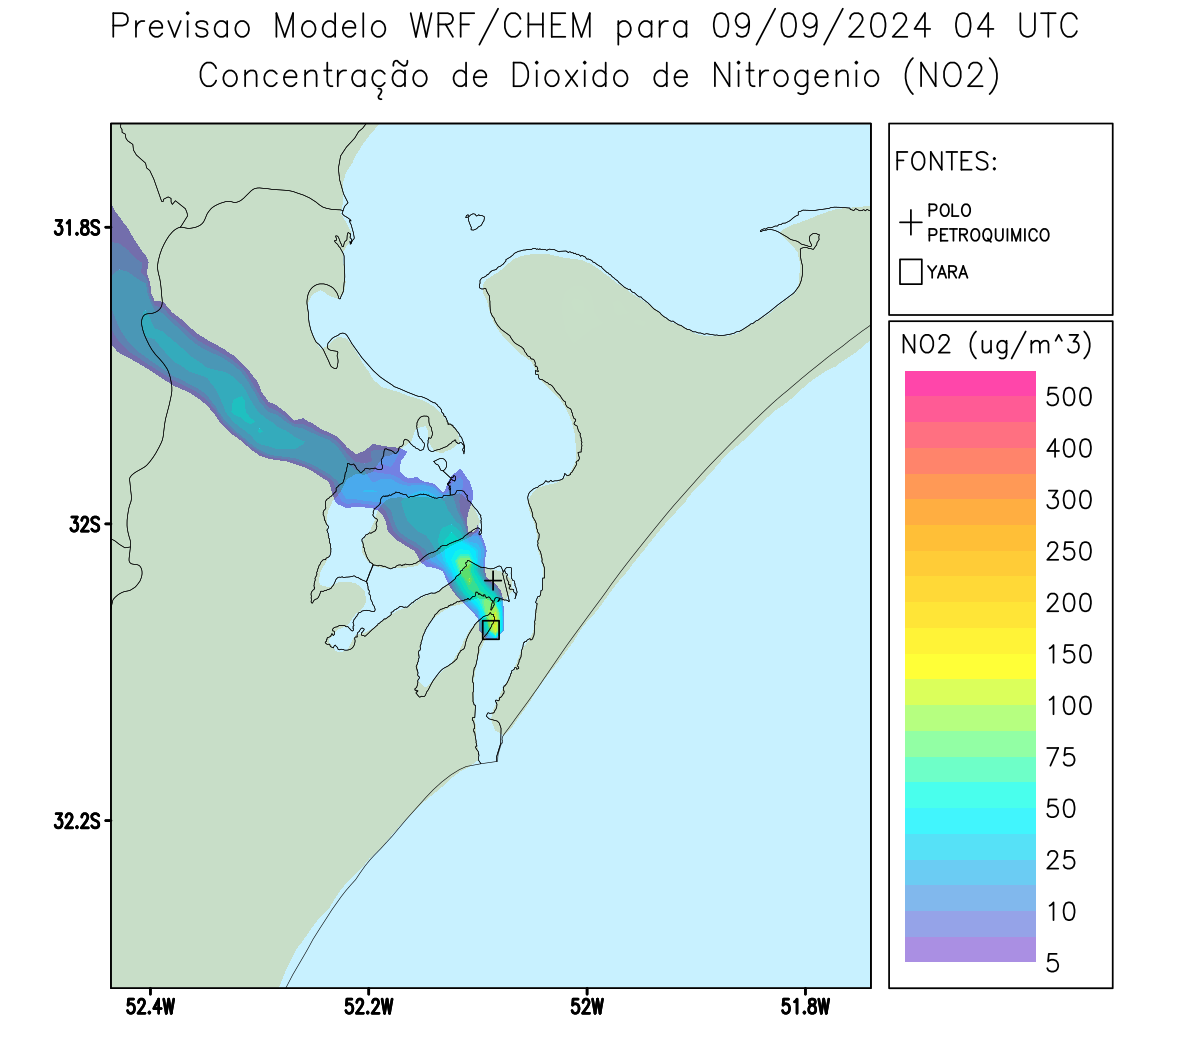 Previsao Modelo WRF/CHEM para 09/09/2024 04 UTC
Concentração de Dioxido de Nitrogenio (NO2)
FONTES:
POLO
PETROQUIMICO
YARA
NO2 (ug/m^3)
500
400
300
250
200
150
100
75
50
25
10
5
31.8S
32S
32.2S
52.4W
52.2W
52W
51.8W